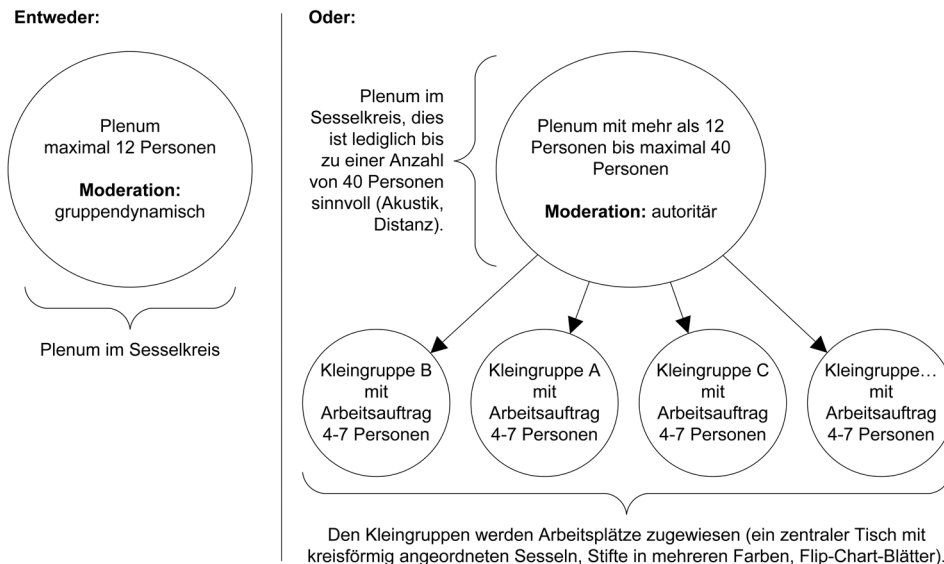 Entweder:
Plenum
maximal 12 Personen
Moderation:
gruppendynamisch
Plenum im Sesselkreis
Oder:
Plenum im
Sesselkreis, dies
ist lediglich bis
zu einer Anzahl
von 40 Personen
sinnvoll (Akustik,
Distanz).
Plenum mit mehr als 12
Personen bis maximal 40
Personen
Moderation: autoritär
Kleingruppe B
mit
Arbeitsauftrag
4-7 Personen
Kleingruppe A
mit
Arbeitsauftrag
4-7 Personen
Kleingruppe C
mit
Arbeitsauftrag
4-7 Personen
Kleingruppe…
mit
Arbeitsauftrag
4-7 Personen
Den Kleingruppen werden Arbeitsplätze zugewiesen (ein zentraler Tisch mit
kreisförmig angeordneten Sesseln, Stifte in mehreren Farben, Flip-Chart-Blätter).